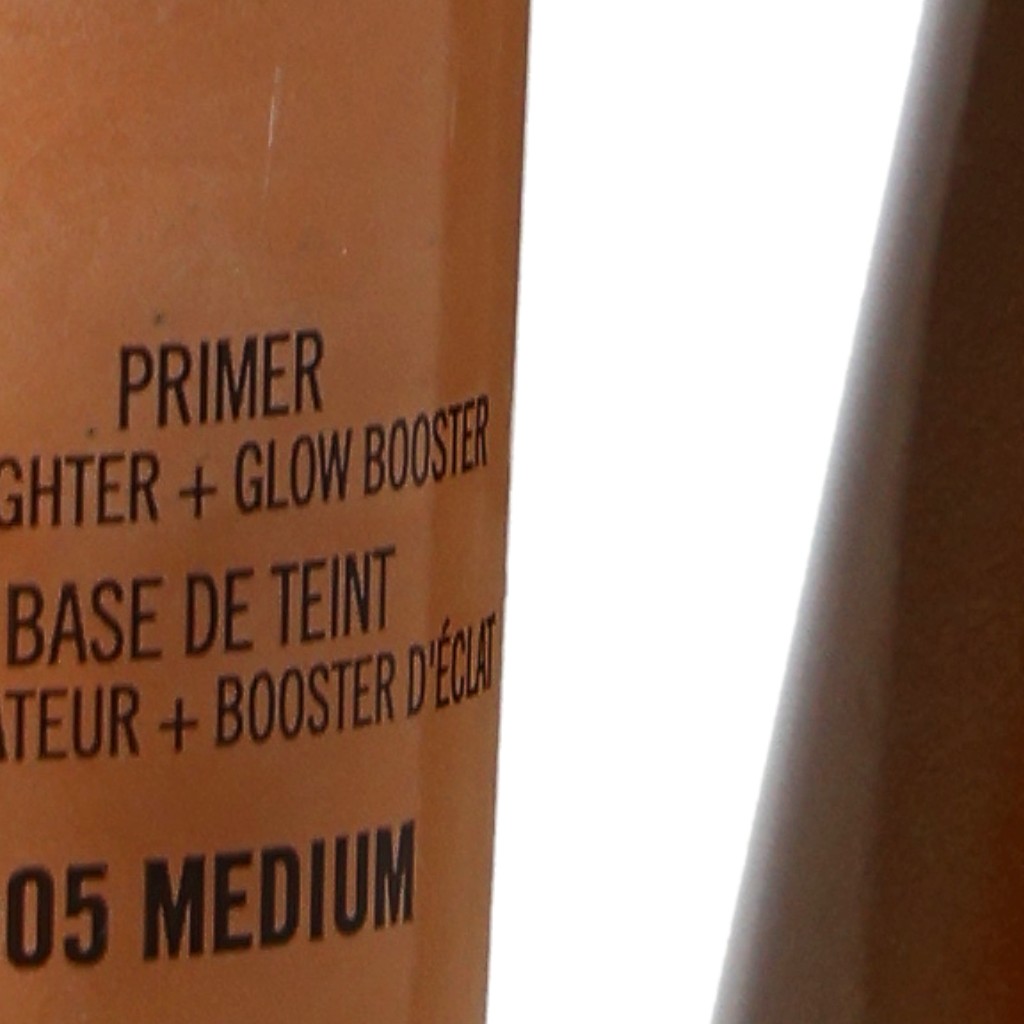 PRIMER
GHTER + GLOW BOOSTER
BASE DE TEINT
ATEUR + BOOSTER D'ÉCLAT
05 MEDIUM